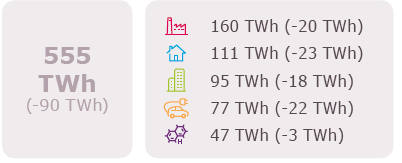 555
TWh
(-90 TWh)
160 TWh (-20 TWh)
111 TWh (-23 TWh)
95 TWh (-18 TWh)
77 TWh (-22 TWh)
47 TWh (-3 TWh)
H